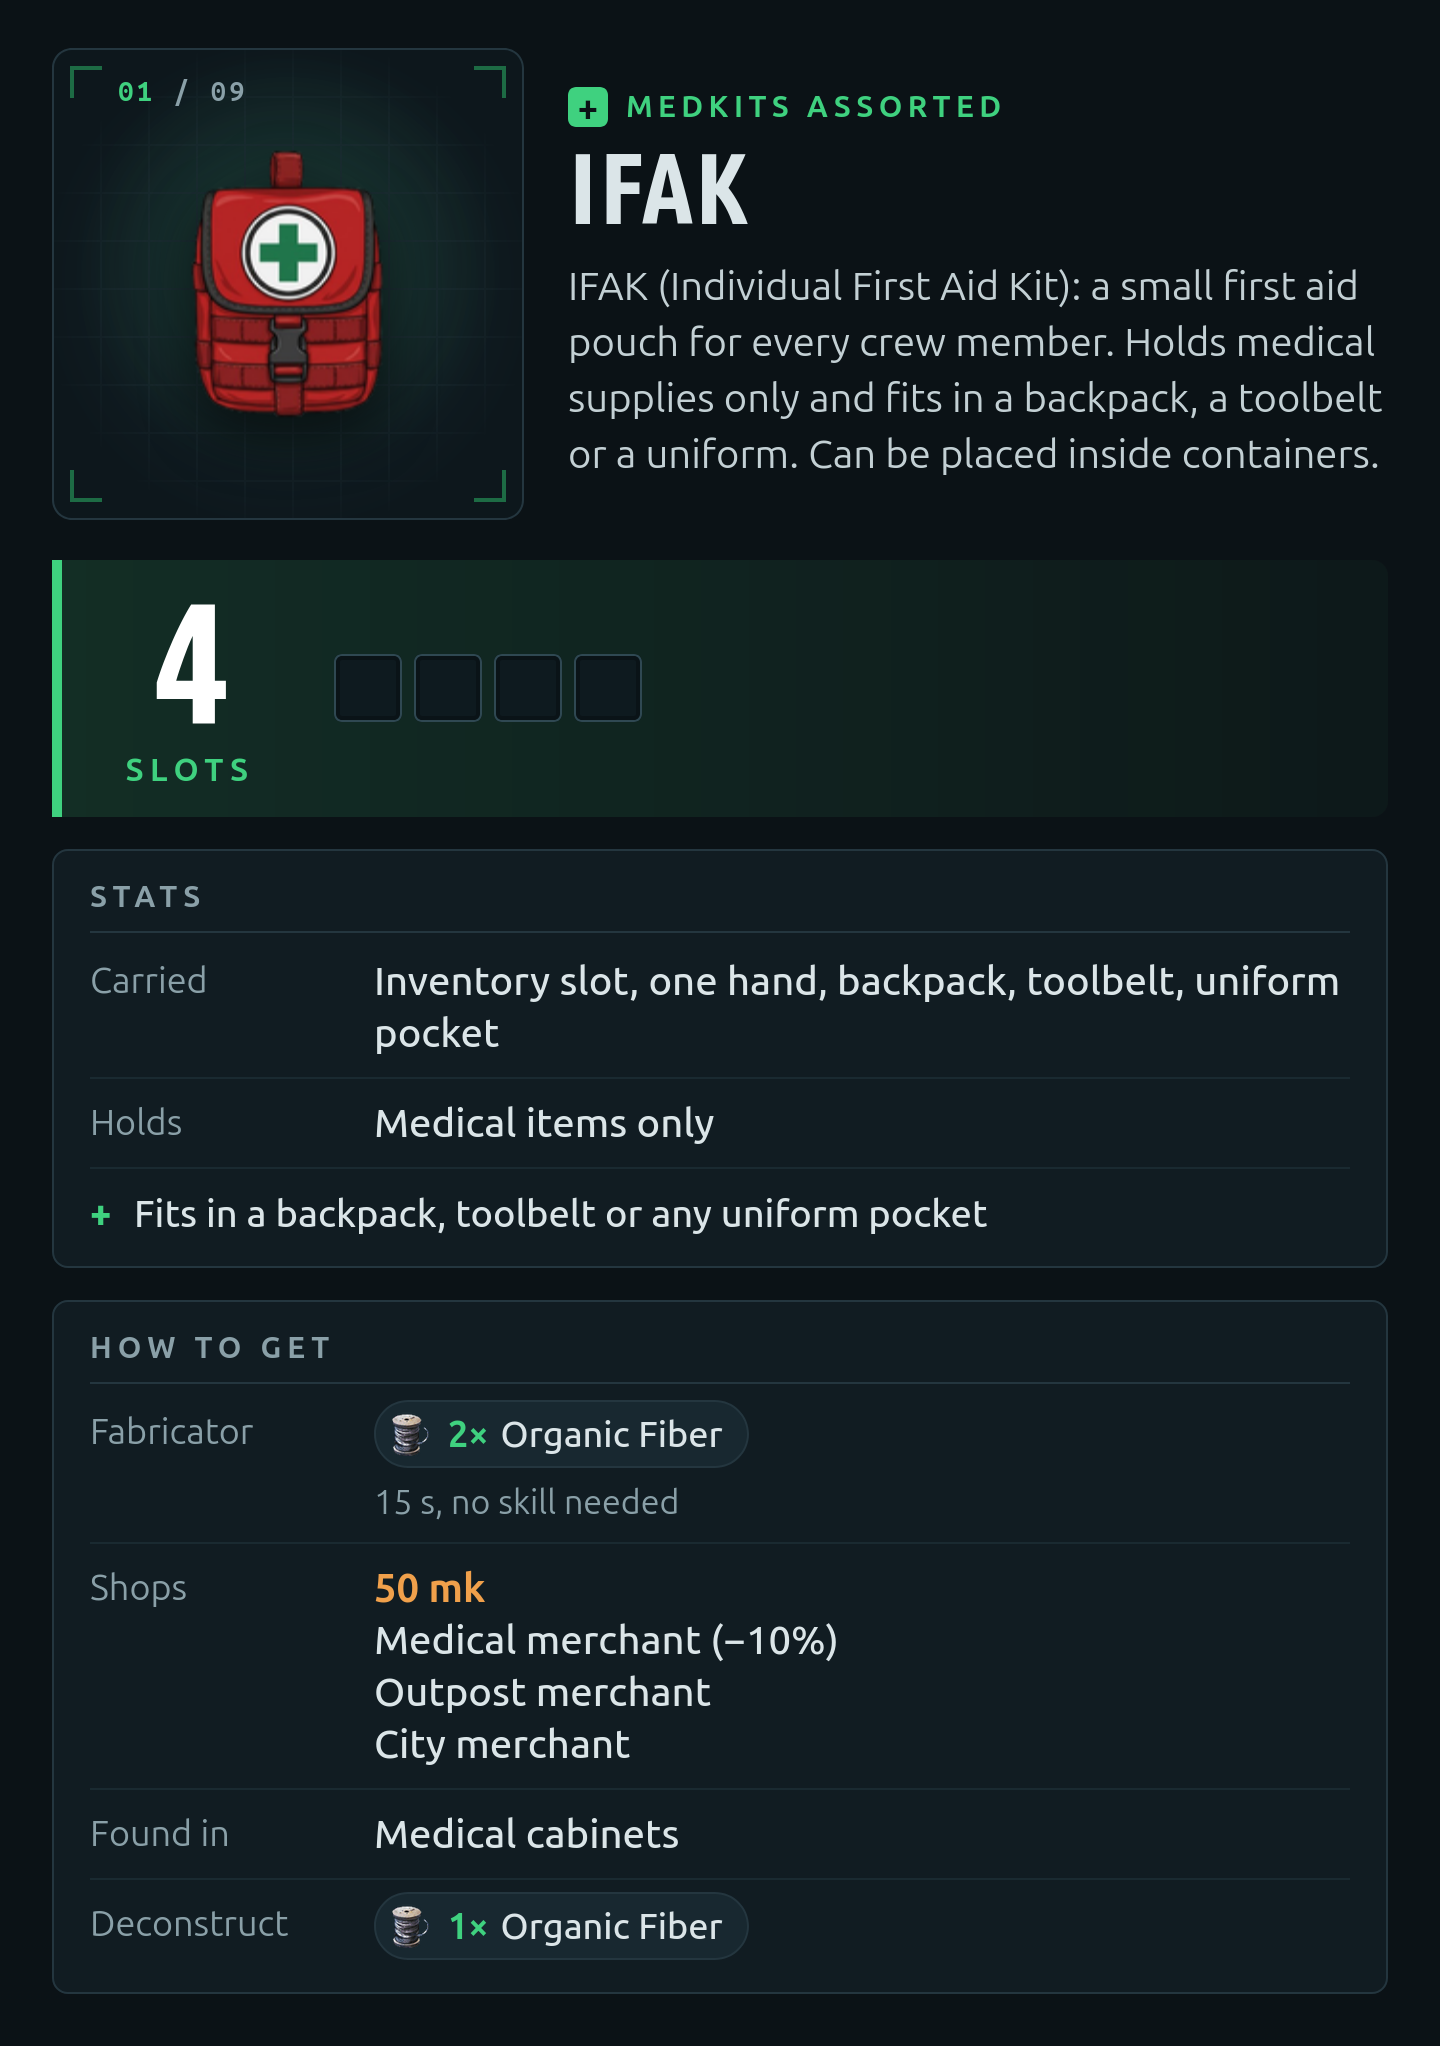 01 / 09
+ MEDKITS ASSORTED
IFAK
IFAK (Individual First Aid Kit): a small first aid
pouch for every crew member. Holds medical
supplies only and fits in a backpack, a toolbelt
or a uniform. Can be placed inside containers.
4
SLOTS
STATS
Carried
Inventory slot, one hand, backpack, toolbelt, uniform
pocket
Holds
Medical items only
+ Fits in a backpack, toolbelt or any uniform pocket
HOW TO GET
Fabricator
2× Organic Fiber
15 s, no skill needed
Shops
50 mk
Medical merchant (−10%)
Outpost merchant
City merchant
Found in
Medical cabinets
Deconstruct
1× Organic Fiber